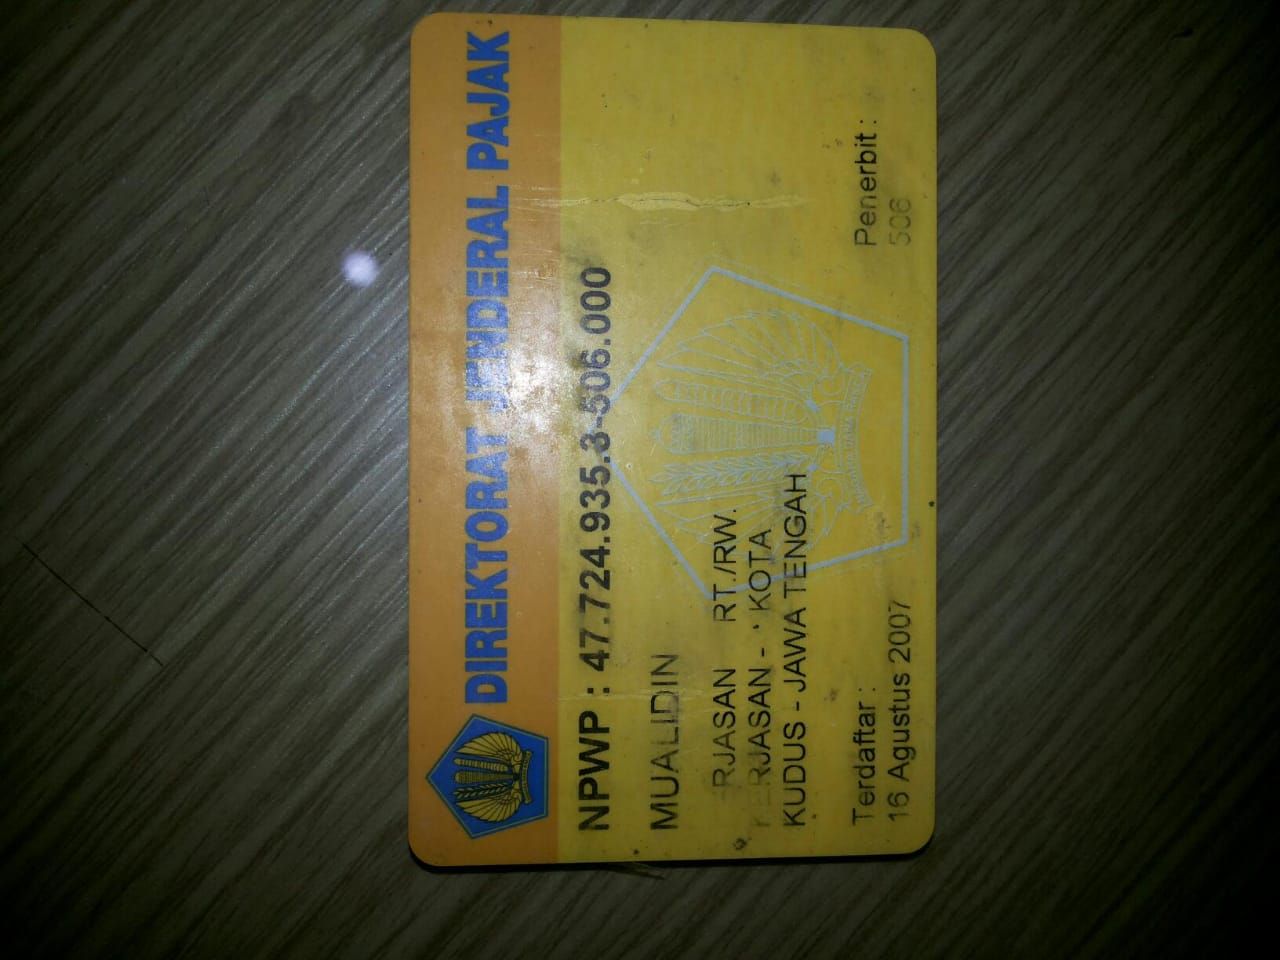 DIREKTORAT JENDERAL PAJAK
NPWP : 47.724.935.3-506.000
MUALIDIN
RJASAN RT./RW.
ERJASAN - KOTA
KUDUS - JAWA TENGAH
Terdaftar :
16 Agustus 2007
Penerbit :
506